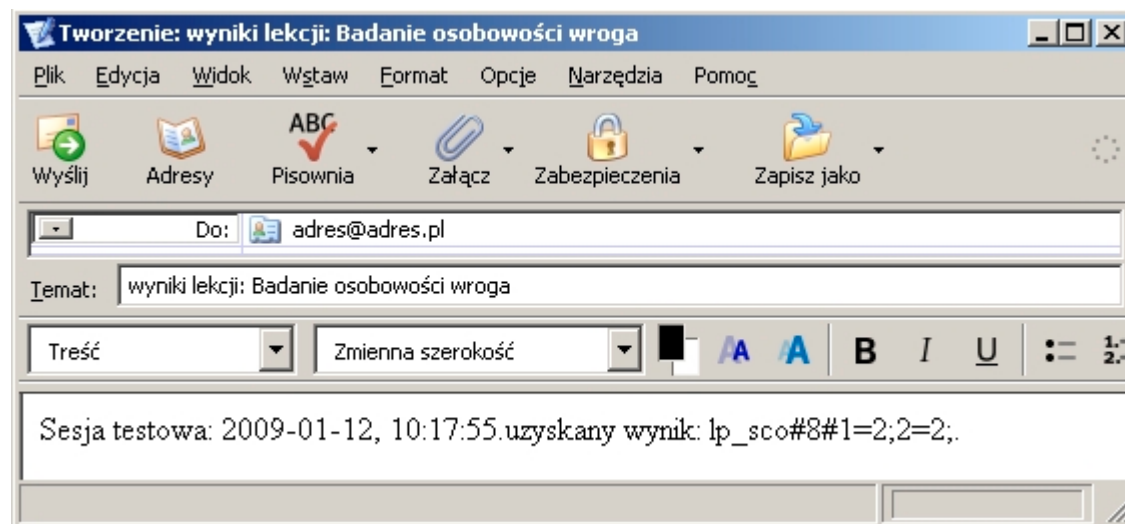 Tworzenie: wyniki lekcji: Badanie osobowości wroga
Plik Edycja Widok Wstaw Format Opcje Narzędzia Pomoc
ABC
Wyślij Adresy Pisownia Załącz Zabezpieczenia Zapisz jako
Do: adres@adres.pl
Temat: wyniki lekcji: Badanie osobowości wroga
Treść Zmienna szerokość A A A A B I U 1. 2.
Sesja testowa: 2009-01-12, 10:17:55.uzyskany wynik: lp_sco#8#1=2;2=2;.